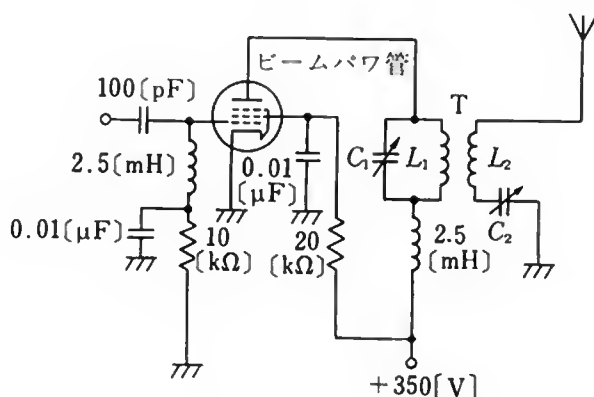 ビームパワ管
100〔pF〕
T
2.5〔mH〕
0.01
〔μF〕
C₁
L₁
L₂
C₂
0.01〔μF〕
10
〔kΩ〕
20
〔kΩ〕
2.5
〔mH〕
+350〔V〕